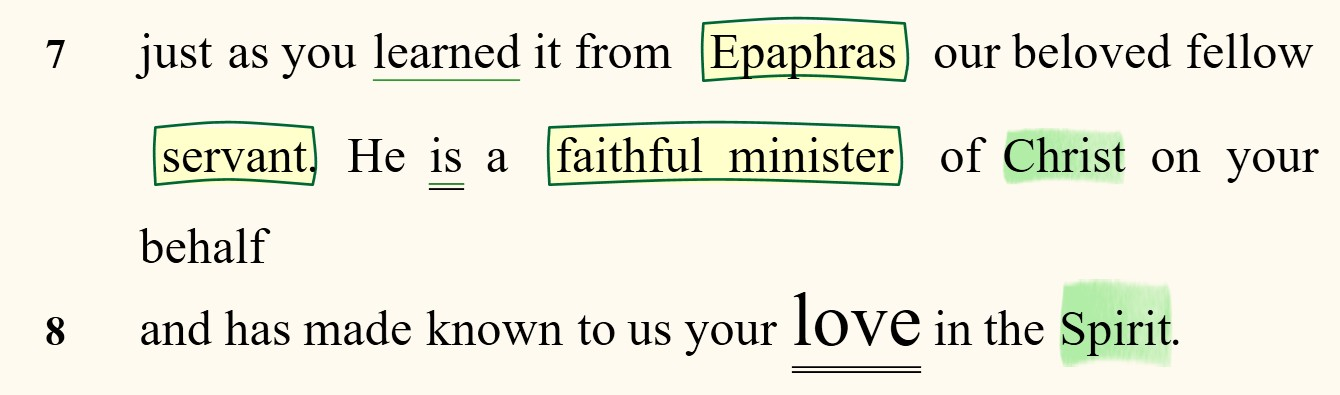 7 just as you learned it from Epaphras our beloved fellow
servant. He is a faithful minister of Christ on your
behalf
8 and has made known to us your love in the Spirit.